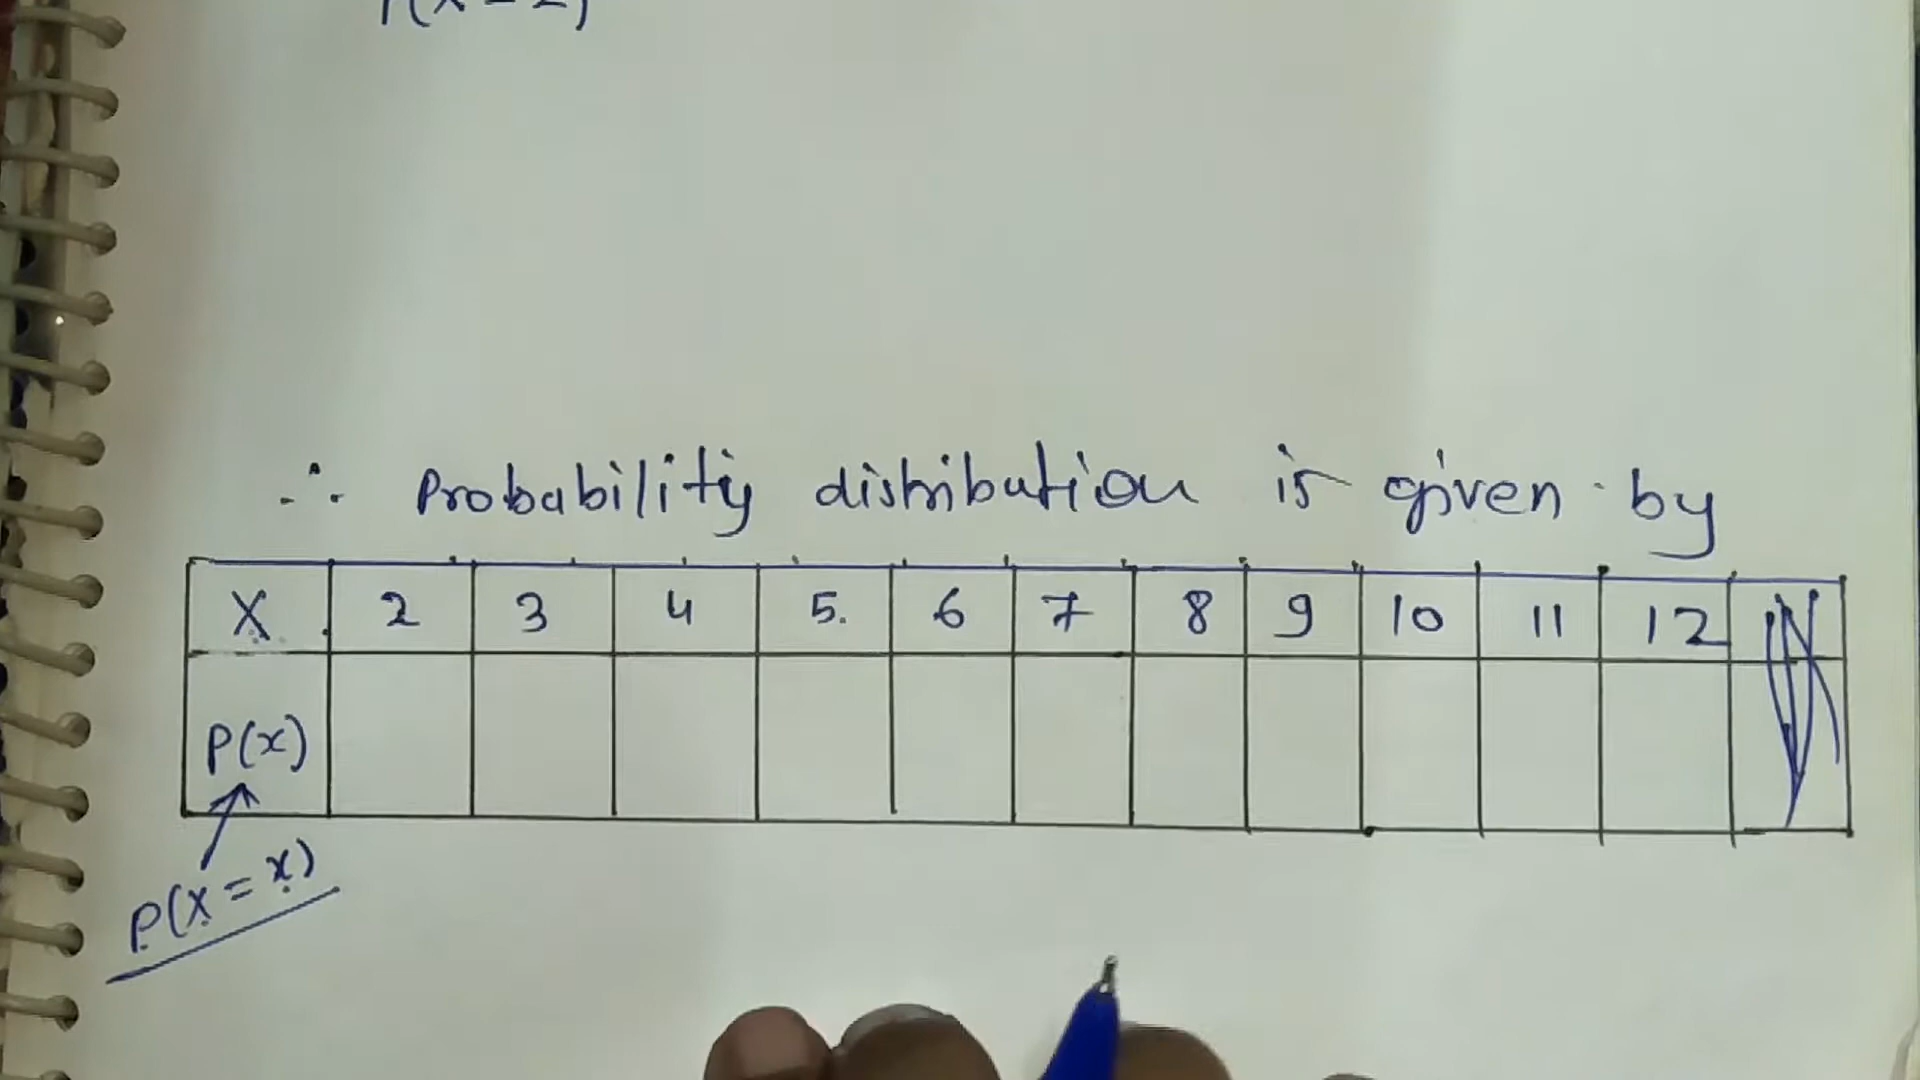 ∴ Probability distribution is given by
X 2 3 4 5. 6 7 8 9 10 11 12
P(x)
P(X = x)